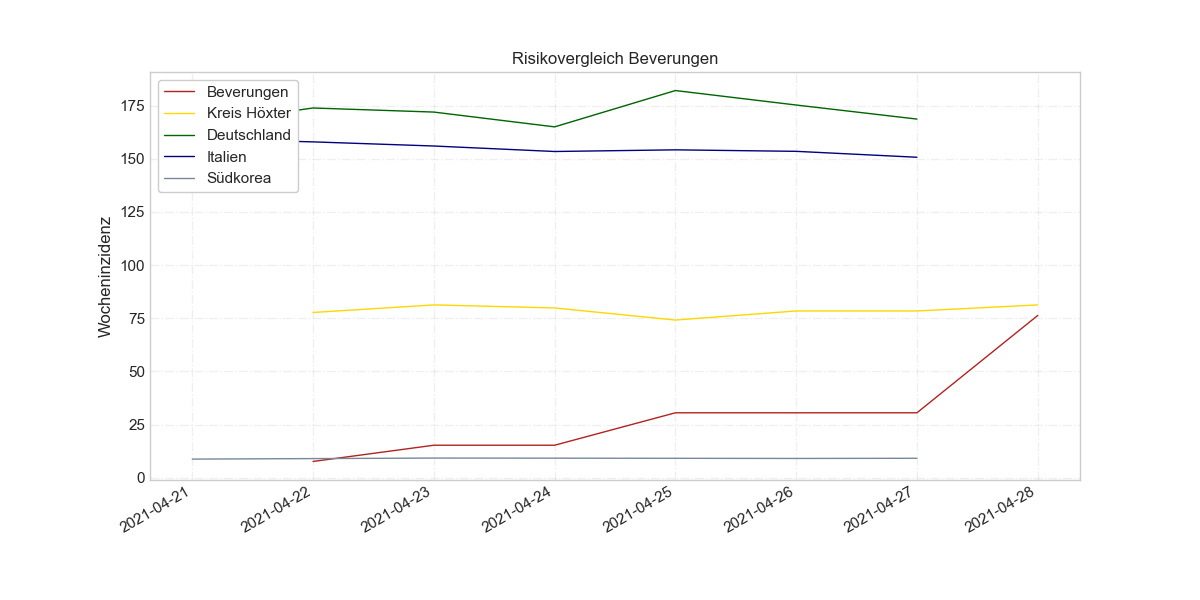 Risikovergleich Beverungen
Beverungen
Kreis Höxter
Deutschland
Italien
Südkorea
Wocheninzidenz
175
150
125
100
75
50
25
0
2021-04-21
2021-04-22
2021-04-23
2021-04-24
2021-04-25
2021-04-26
2021-04-27
2021-04-28